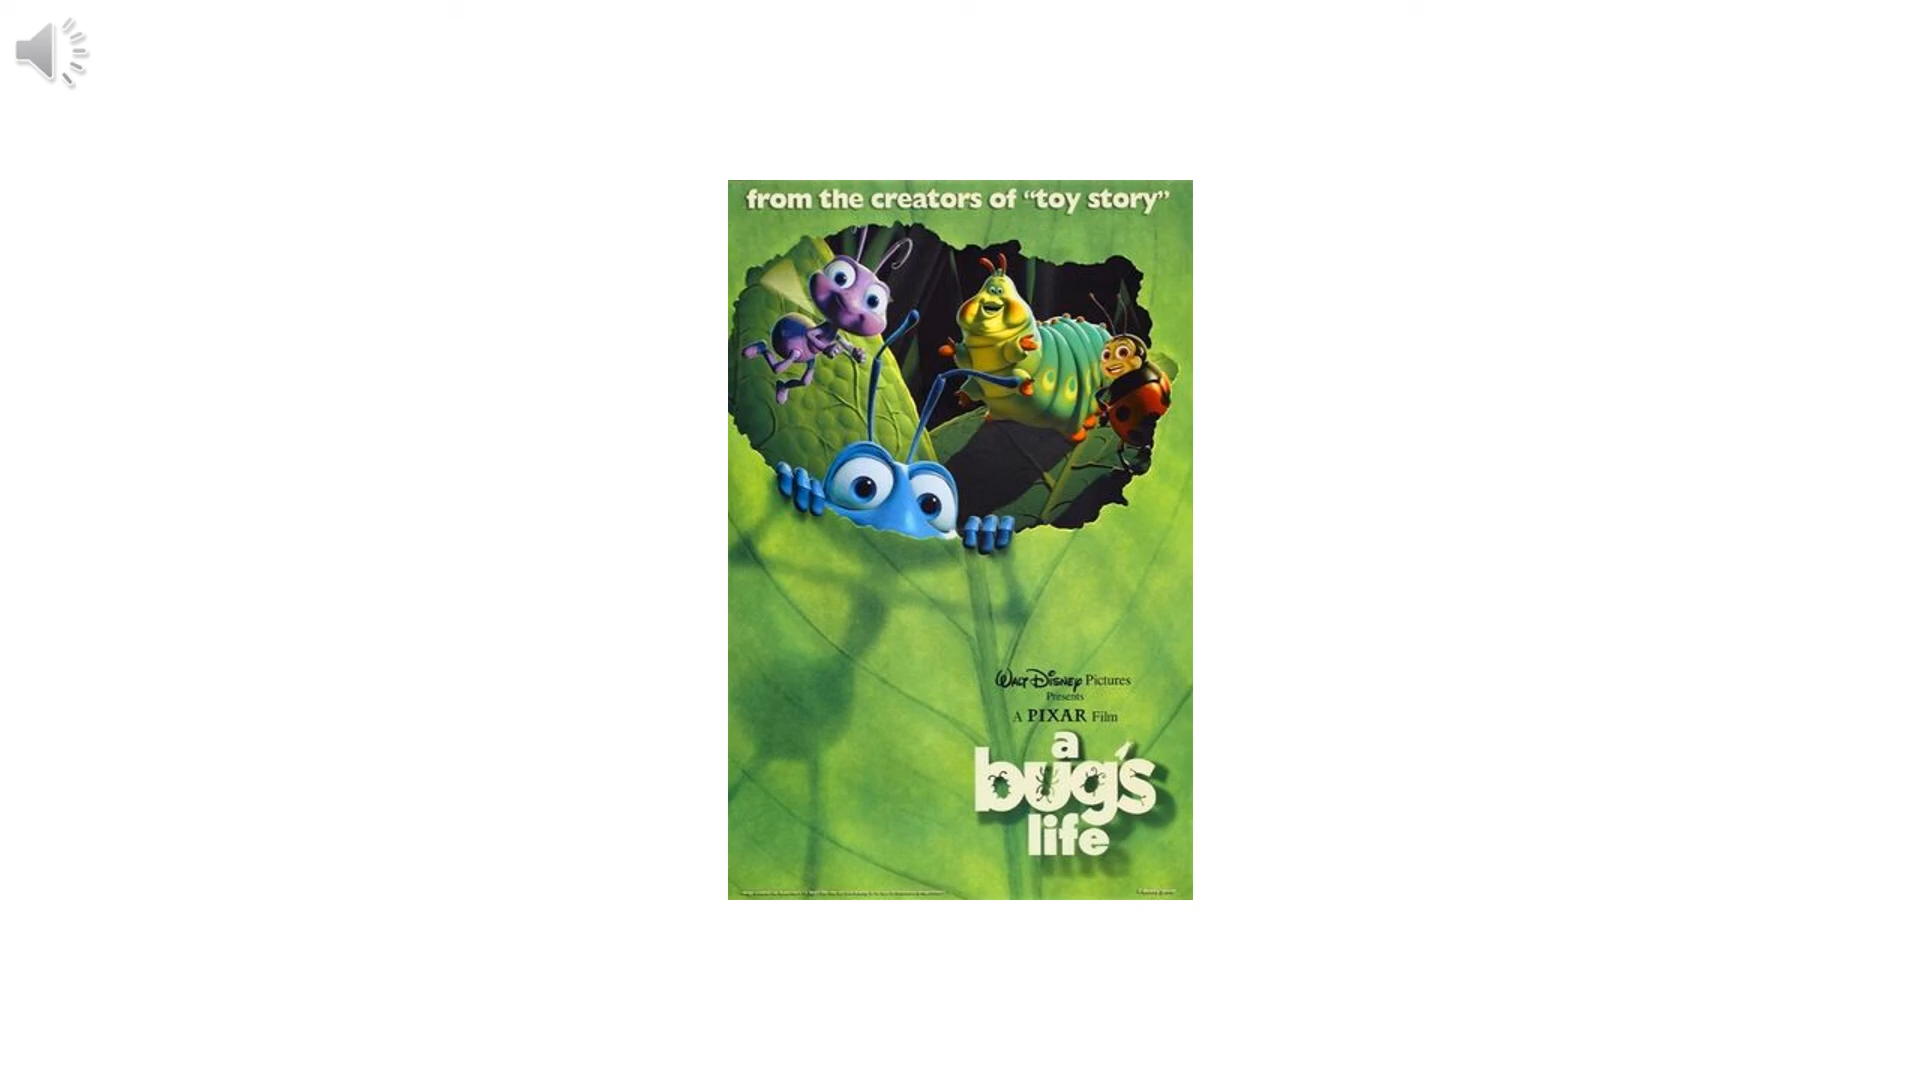 from the creators of “toy story”
Walt Disney Pictures
Presents
A PIXAR Film
a
bug's
life